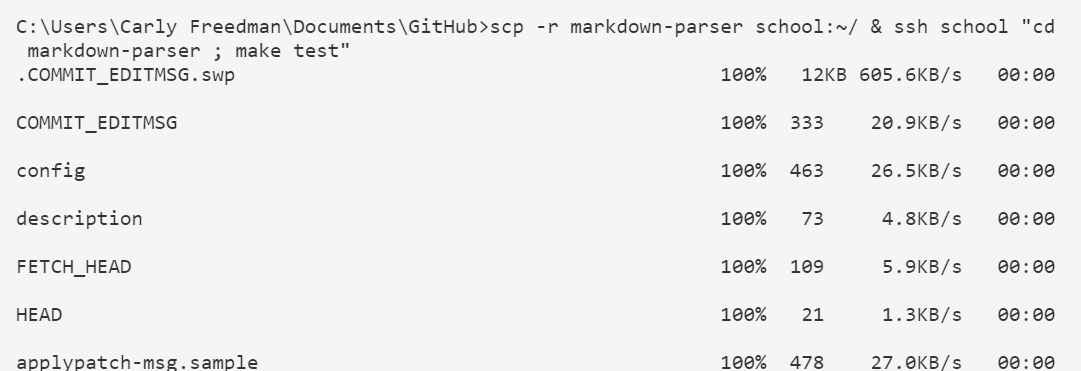 C:\Users\Carly Freedman\Documents\GitHub>scp -r markdown-parser school:~/ & ssh school "cd
markdown-parser ; make test"
.COMMIT_EDITMSG.swp 100% 12KB 605.6KB/s 00:00
COMMIT_EDITMSG 100% 333 20.9KB/s 00:00
config 100% 463 26.5KB/s 00:00
description 100% 73 4.8KB/s 00:00
FETCH_HEAD 100% 109 5.9KB/s 00:00
HEAD 100% 21 1.3KB/s 00:00
applypatch-msg.sample 100% 478 27.0KB/s 00:00